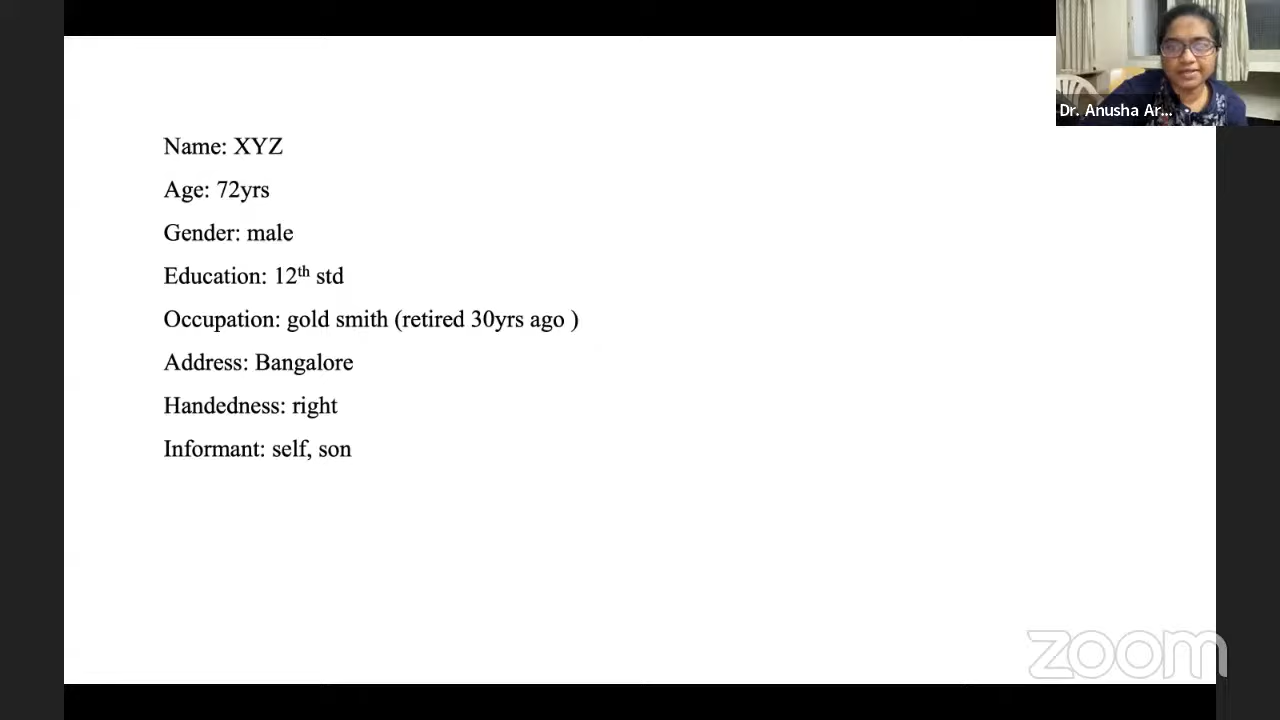 Dr. Anusha Ar...
Name: XYZ
Age: 72yrs
Gender: male
Education: 12th std
Occupation: gold smith (retired 30yrs ago )
Address: Bangalore
Handedness: right
Informant: self, son
zoom